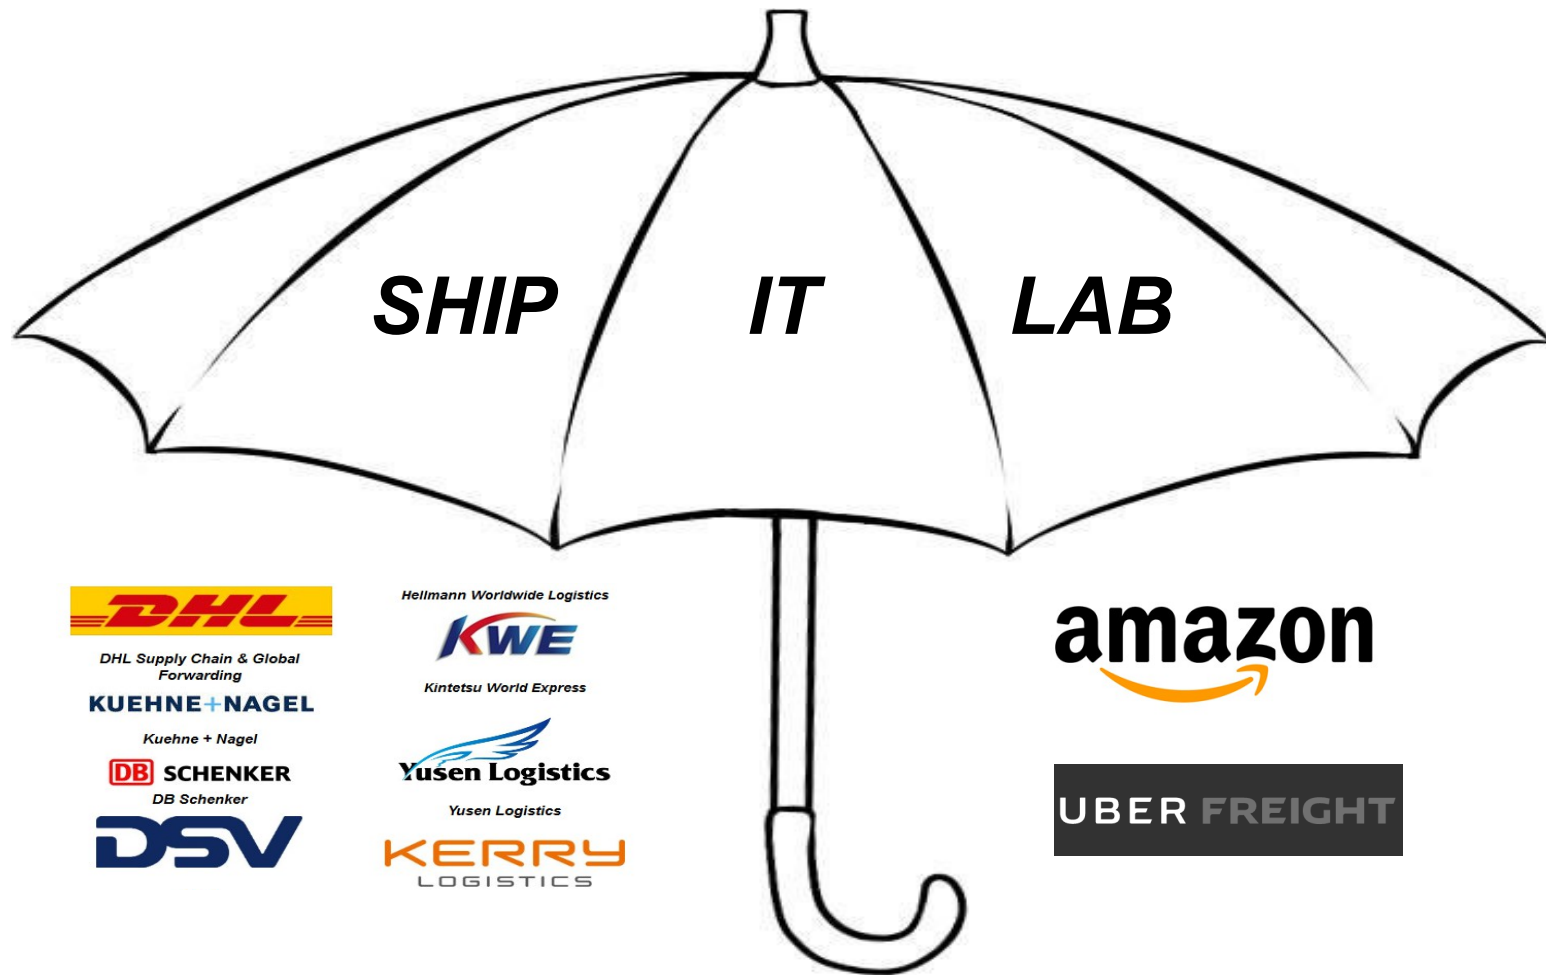 SHIP IT LAB
DHL
DHL Supply Chain & Global
Forwarding
KUEHNE+NAGEL
Kuehne + Nagel
DB SCHENKER
DB Schenker
DSV
Hellmann Worldwide Logistics
KWE
Kintetsu World Express
Yusen Logistics
Yusen Logistics
KERRY
LOGISTICS
amazon
UBER FREIGHT